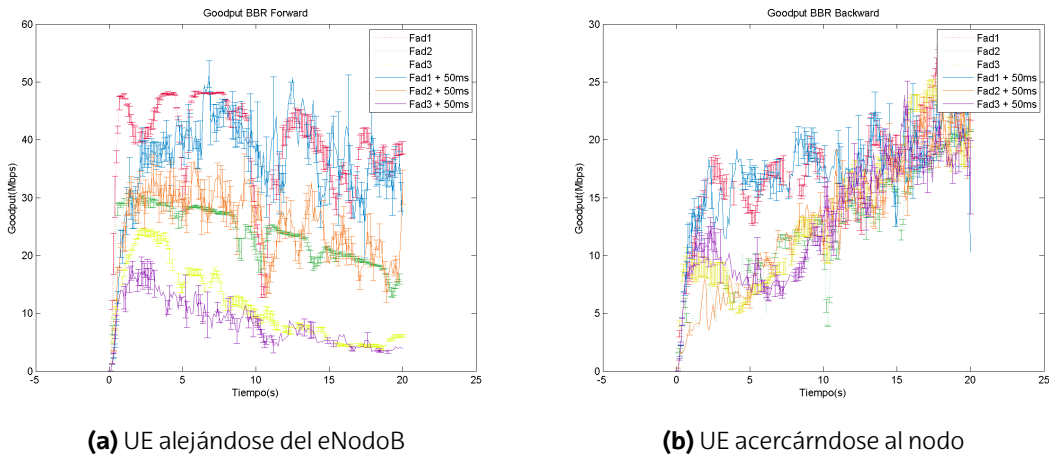 Goodput BBR Forward
60
50
40
30
20
10
0
-5
0
5
10
15
20
25
Goodput(Mbps)
Tiempo(s)
Fad1
Fad2
Fad3
Fad1 + 50ms
Fad2 + 50ms
Fad3 + 50ms
(a) UE alejándose del eNodoB
Goodput BBR Backward
30
25
20
15
10
5
0
-5
0
5
10
15
20
25
Goodput(Mbps)
Tiempo(s)
Fad1
Fad2
Fad3
Fad1 + 50ms
Fad2 + 50ms
Fad3 + 50ms
(b) UE acercárndose al nodo